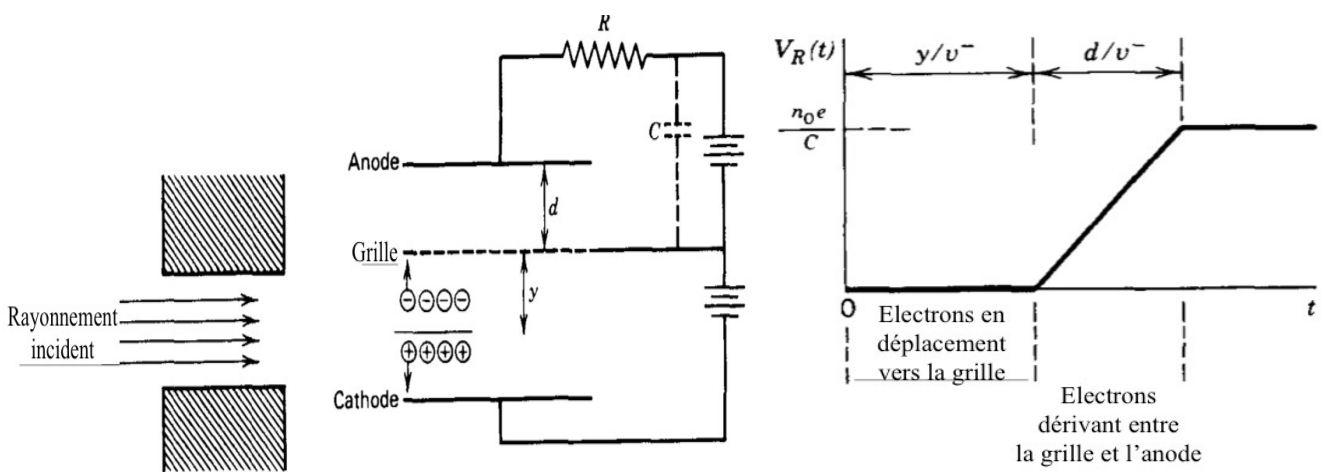 R
C
Anode
d
Grille
y
Rayonnement
incident
Cathode
V_R(t)
y/v⁻
d/v⁻
n₀e
C
0
t
Electrons en
déplacement
vers la grille
Electrons
dérivant entre
la grille et l'anode